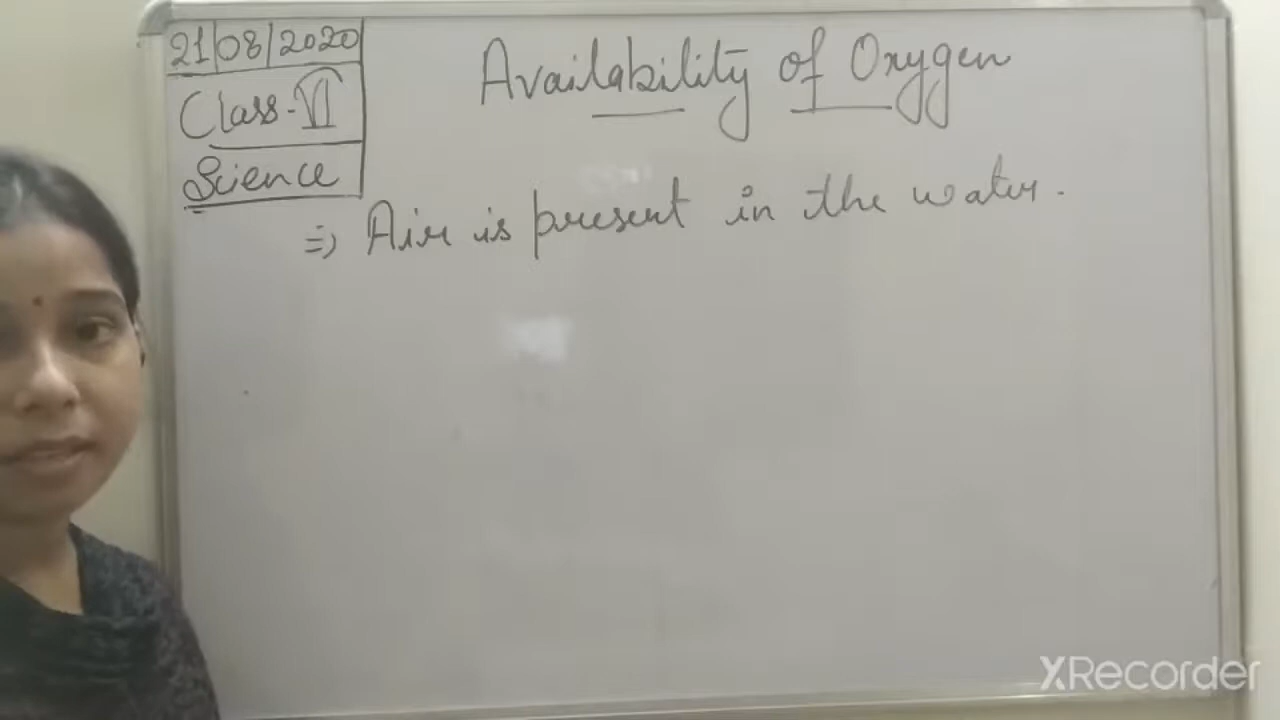 21/08/2020
Class-VI
Science
Availability of Oxygen
⇒ Air is present in the water.
XRecorder